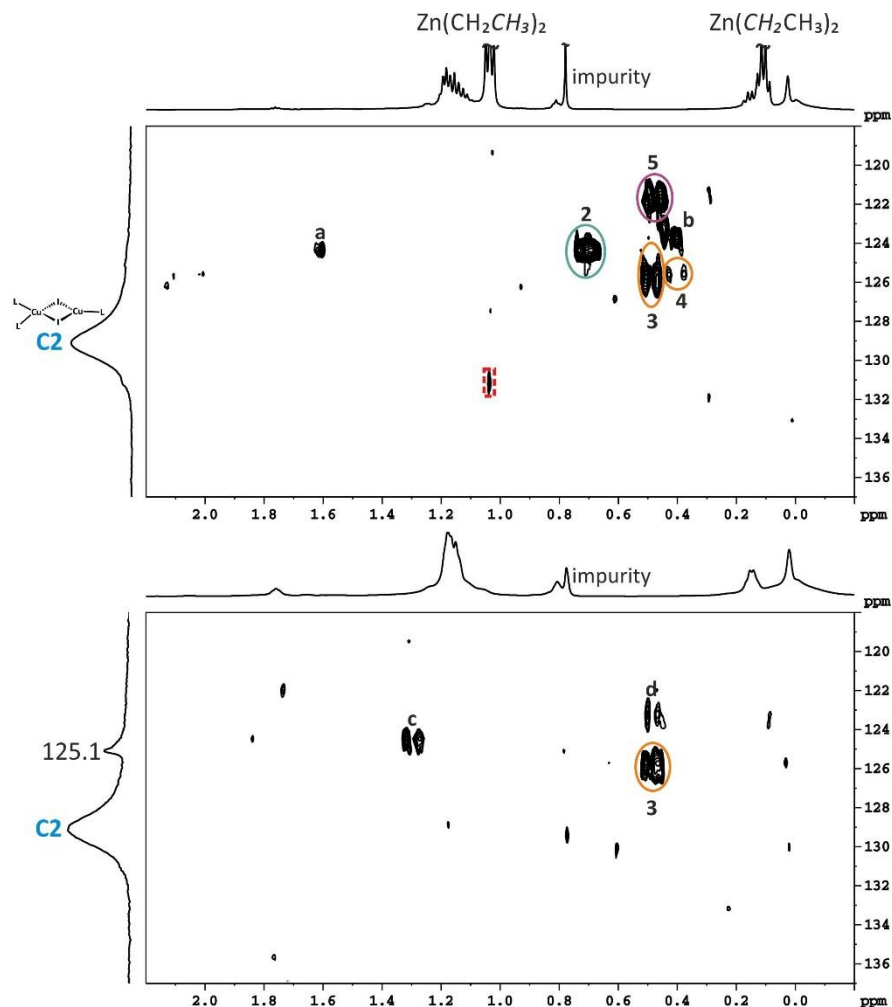 Zn(CH₂CH₃)₂ Zn(CH₂CH₃)₂
impurity
ppm
5
120
122
a 2 b
124
126
3 4
128
L L Cu I I Cu L
C2
130
132
134
136
2.0 1.8 1.6 1.4 1.2 1.0 0.8 0.6 0.4 0.2 0.0 ppm
impurity
ppm
120
122
d
c
124
125.1
126
3
128
C2
130
132
134
136
2.0 1.8 1.6 1.4 1.2 1.0 0.8 0.6 0.4 0.2 0.0 ppm